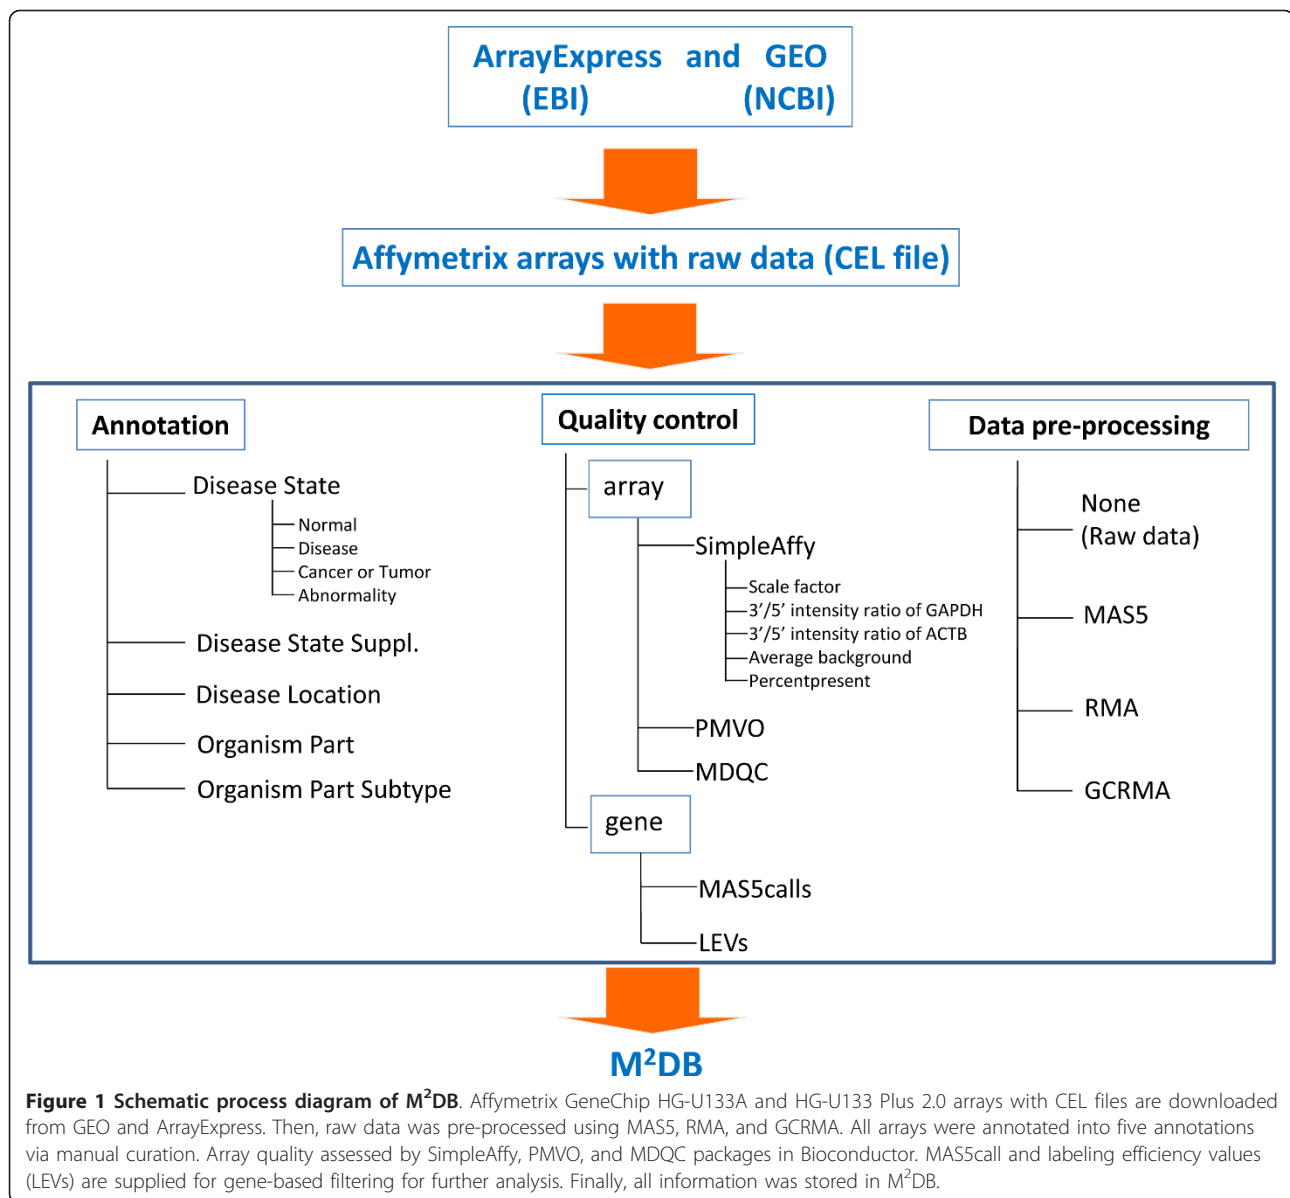 ArrayExpress and GEO
(EBI) (NCBI)
Affymetrix arrays with raw data (CEL file)
Annotation
Disease State
Normal
Disease
Cancer or Tumor
Abnormality
Disease State Suppl.
Disease Location
Organism Part
Organism Part Subtype
Quality control
array
SimpleAffy
Scale factor
3’/5’ intensity ratio of GAPDH
3’/5’ intensity ratio of ACTB
Average background
Percentpresent
PMVO
MDQC
gene
MAS5calls
LEVs
Data pre-processing
None
(Raw data)
MAS5
RMA
GCRMA
M²DB
Figure 1 Schematic process diagram of M²DB. Affymetrix GeneChip HG-U133A and HG-U133 Plus 2.0 arrays with CEL files are downloaded
from GEO and ArrayExpress. Then, raw data was pre-processed using MAS5, RMA, and GCRMA. All arrays were annotated into five annotations
via manual curation. Array quality assessed by SimpleAffy, PMVO, and MDQC packages in Bioconductor. MAS5call and labeling efficiency values
(LEVs) are supplied for gene-based filtering for further analysis. Finally, all information was stored in M²DB.